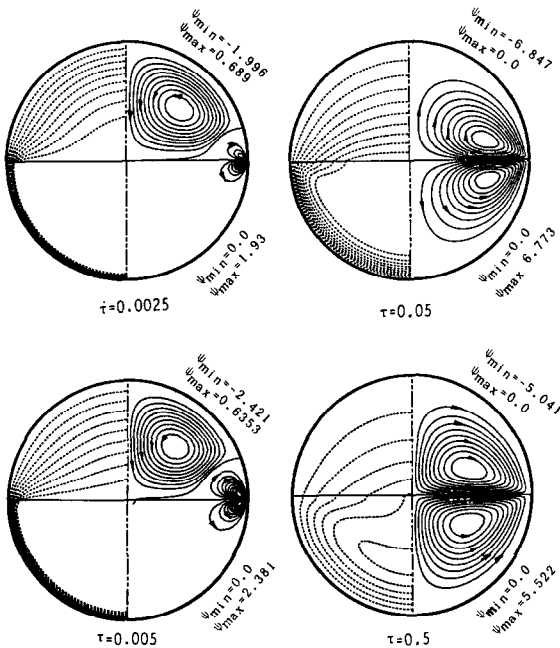 ψmin=-1.996
ψmax=0.689
ψmin=0.0
ψmax=1.93
τ=0.0025
ψmin=-6.847
ψmax=0.0
ψmin=0.0
ψmax 6.773
τ=0.05
ψmin=-2.421
ψmax=0.6353
ψmin=0.0
ψmax=2.381
τ=0.005
ψmin=-5.041
ψmax=0.0
ψmin=0.0
ψmax=5.522
τ=0.5